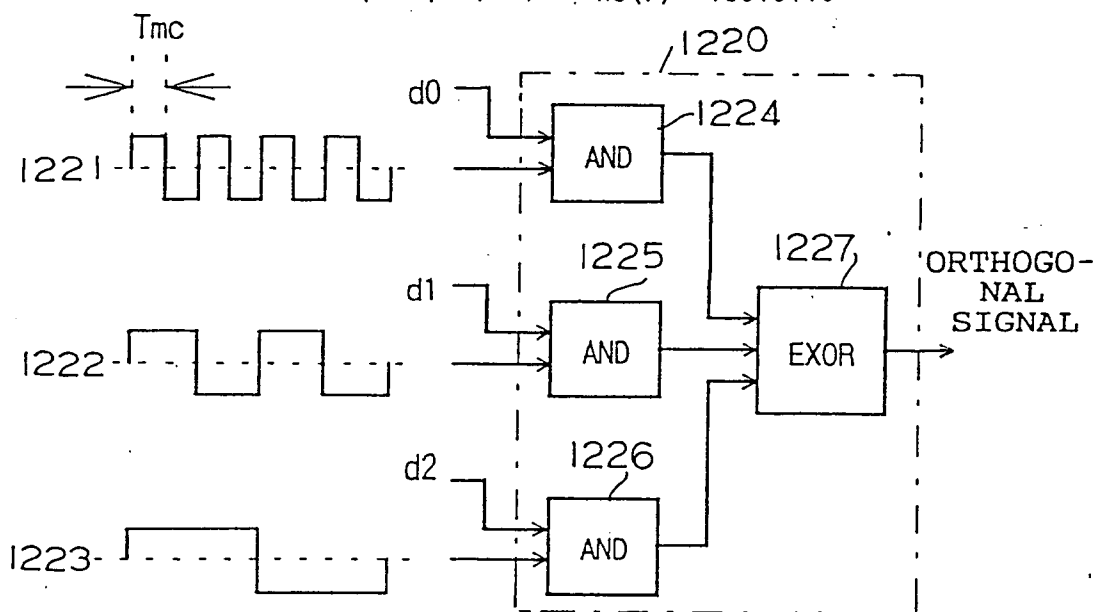 Tmc
1220
d0
1224
AND
1221
d1
1225
1227
ORTHOGO-
NAL
SIGNAL
AND
EXOR
1222
d2
1226
AND
1223